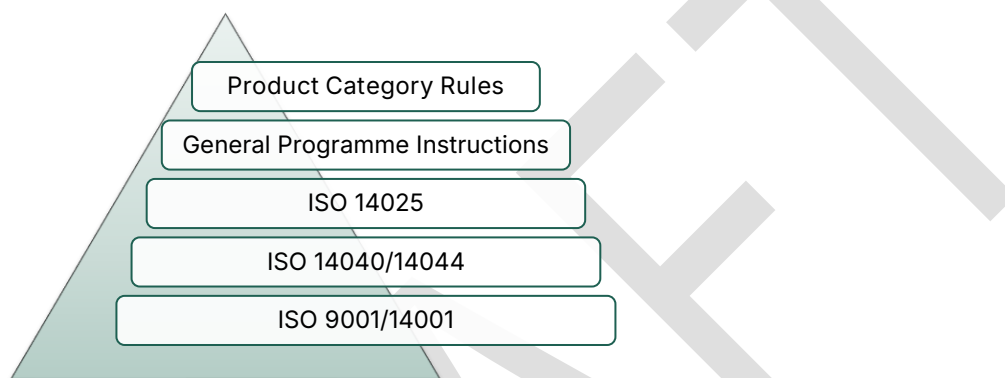 Product Category Rules
General Programme Instructions
ISO 14025
ISO 14040/14044
ISO 9001/14001